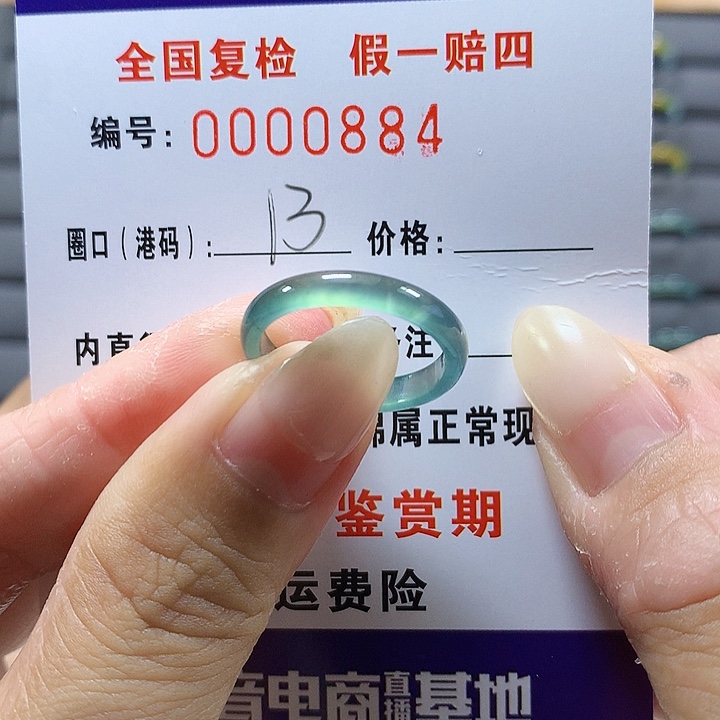 全国复检 假一赔四
编号: 0000884
圈口(港码): 13 价格:
内直 注
属正常现
鉴赏期
运费险
音电商直播基地